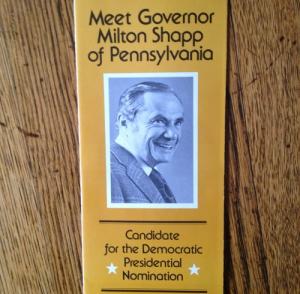 Meet Governor
Milton Shapp
of Pennsylvania
Candidate
for the Democratic
Presidential
Nomination